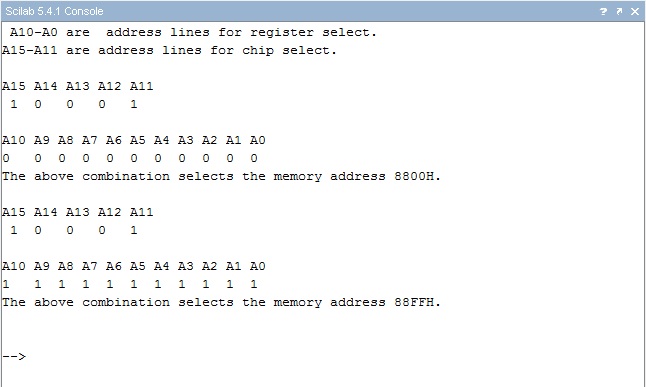 Scilab 5.4.1 Console
A10-A0 are  address lines for register select.
A15-A11 are address lines for chip select.
A15 A14 A13 A12 A11
1  0   0   0   1
A10 A9 A8 A7 A6 A5 A4 A3 A2 A1 A0
0   0  0  0  0  0  0  0  0  0  0
The above combination selects the memory address 8800H.
A15 A14 A13 A12 A11
1  0   0   0   1
A10 A9 A8 A7 A6 A5 A4 A3 A2 A1 A0
1   1  1  1  1  1  1  1  1  1  1
The above combination selects the memory address 88FFH.
-->